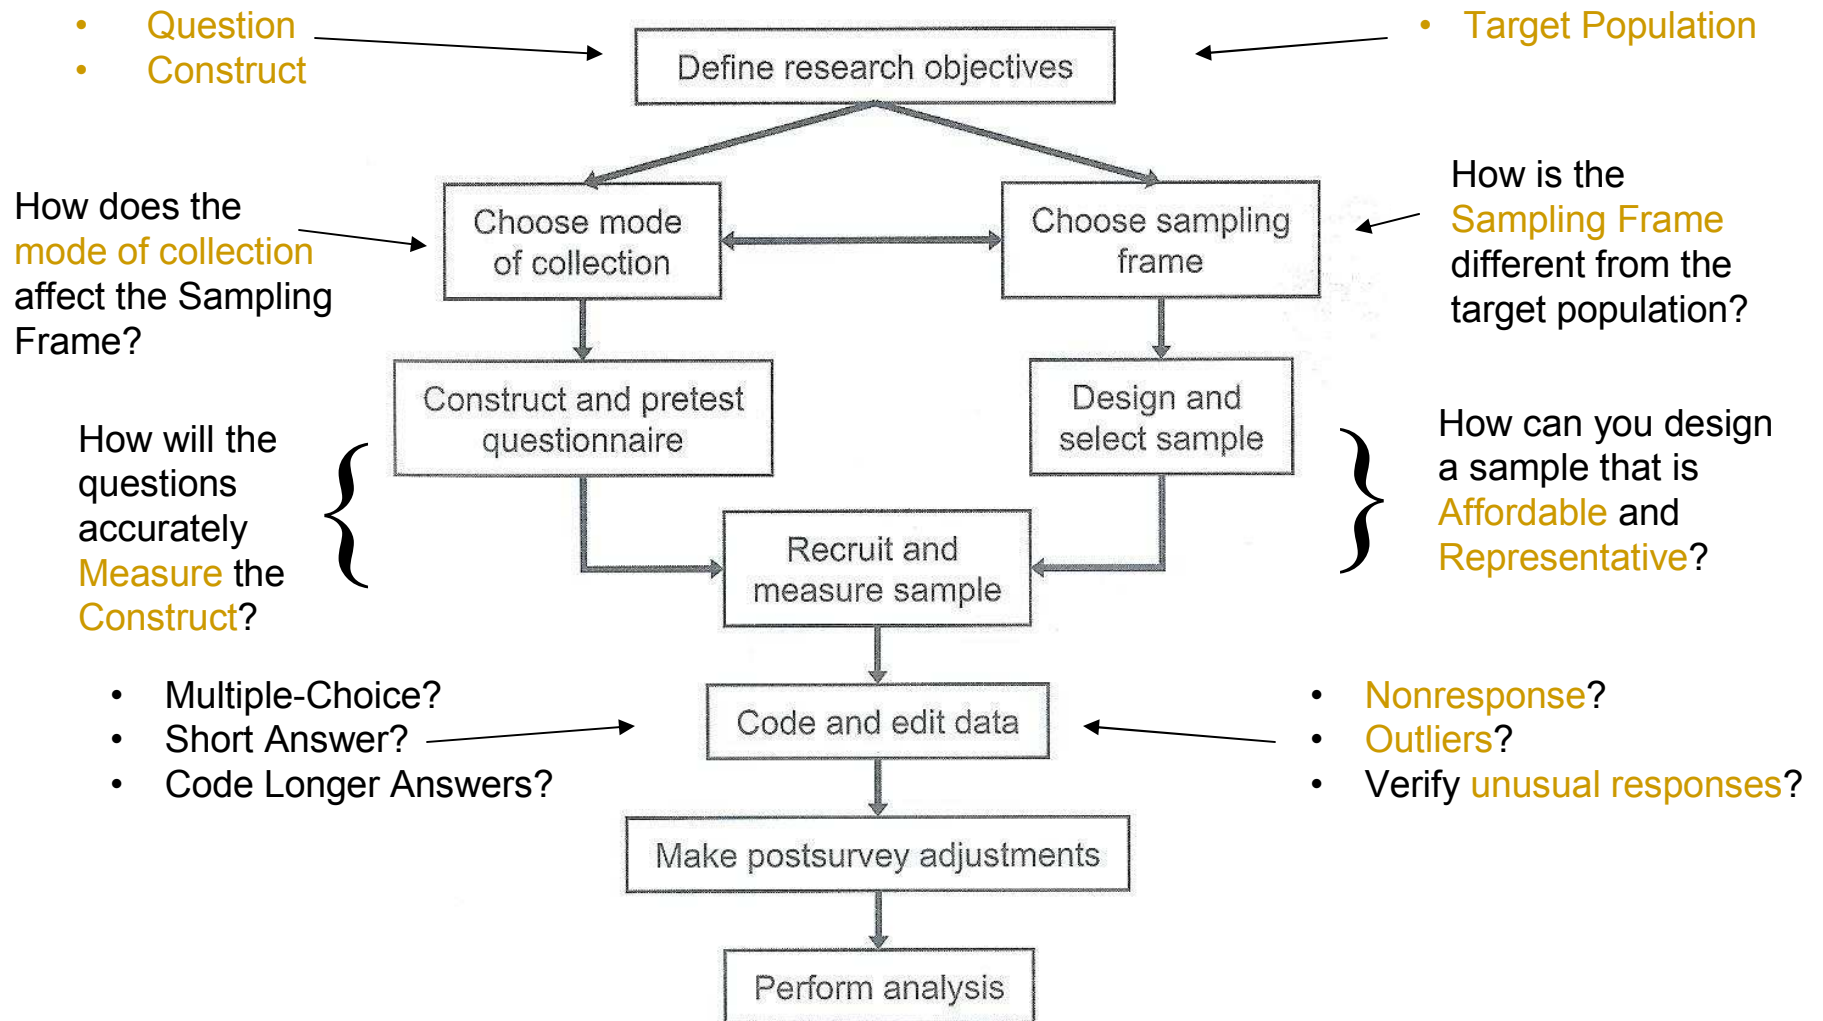 • Question
• Construct
• Target Population
Define research objectives
How does the
mode of collection
affect the Sampling
Frame?
Choose mode
of collection
Choose sampling
frame
How is the
Sampling Frame
different from the
target population?
Construct and pretest
questionnaire
Design and
select sample
How will the
questions
accurately
Measure the
Construct?
How can you design
a sample that is
Affordable and
Representative?
Recruit and
measure sample
• Multiple-Choice?
• Short Answer?
• Code Longer Answers?
Code and edit data
• Nonresponse?
• Outliers?
• Verify unusual responses?
Make postsurvey adjustments
Perform analysis